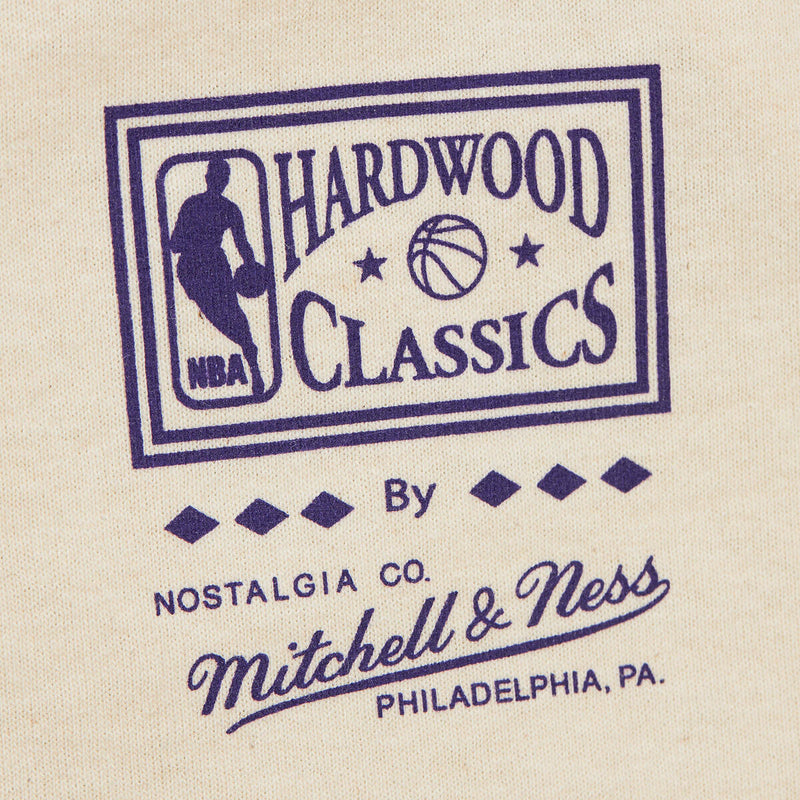 HARDWOOD
CLASSICS
NBA
By
NOSTALGIA CO.
Mitchell & Ness
PHILADELPHIA, PA.